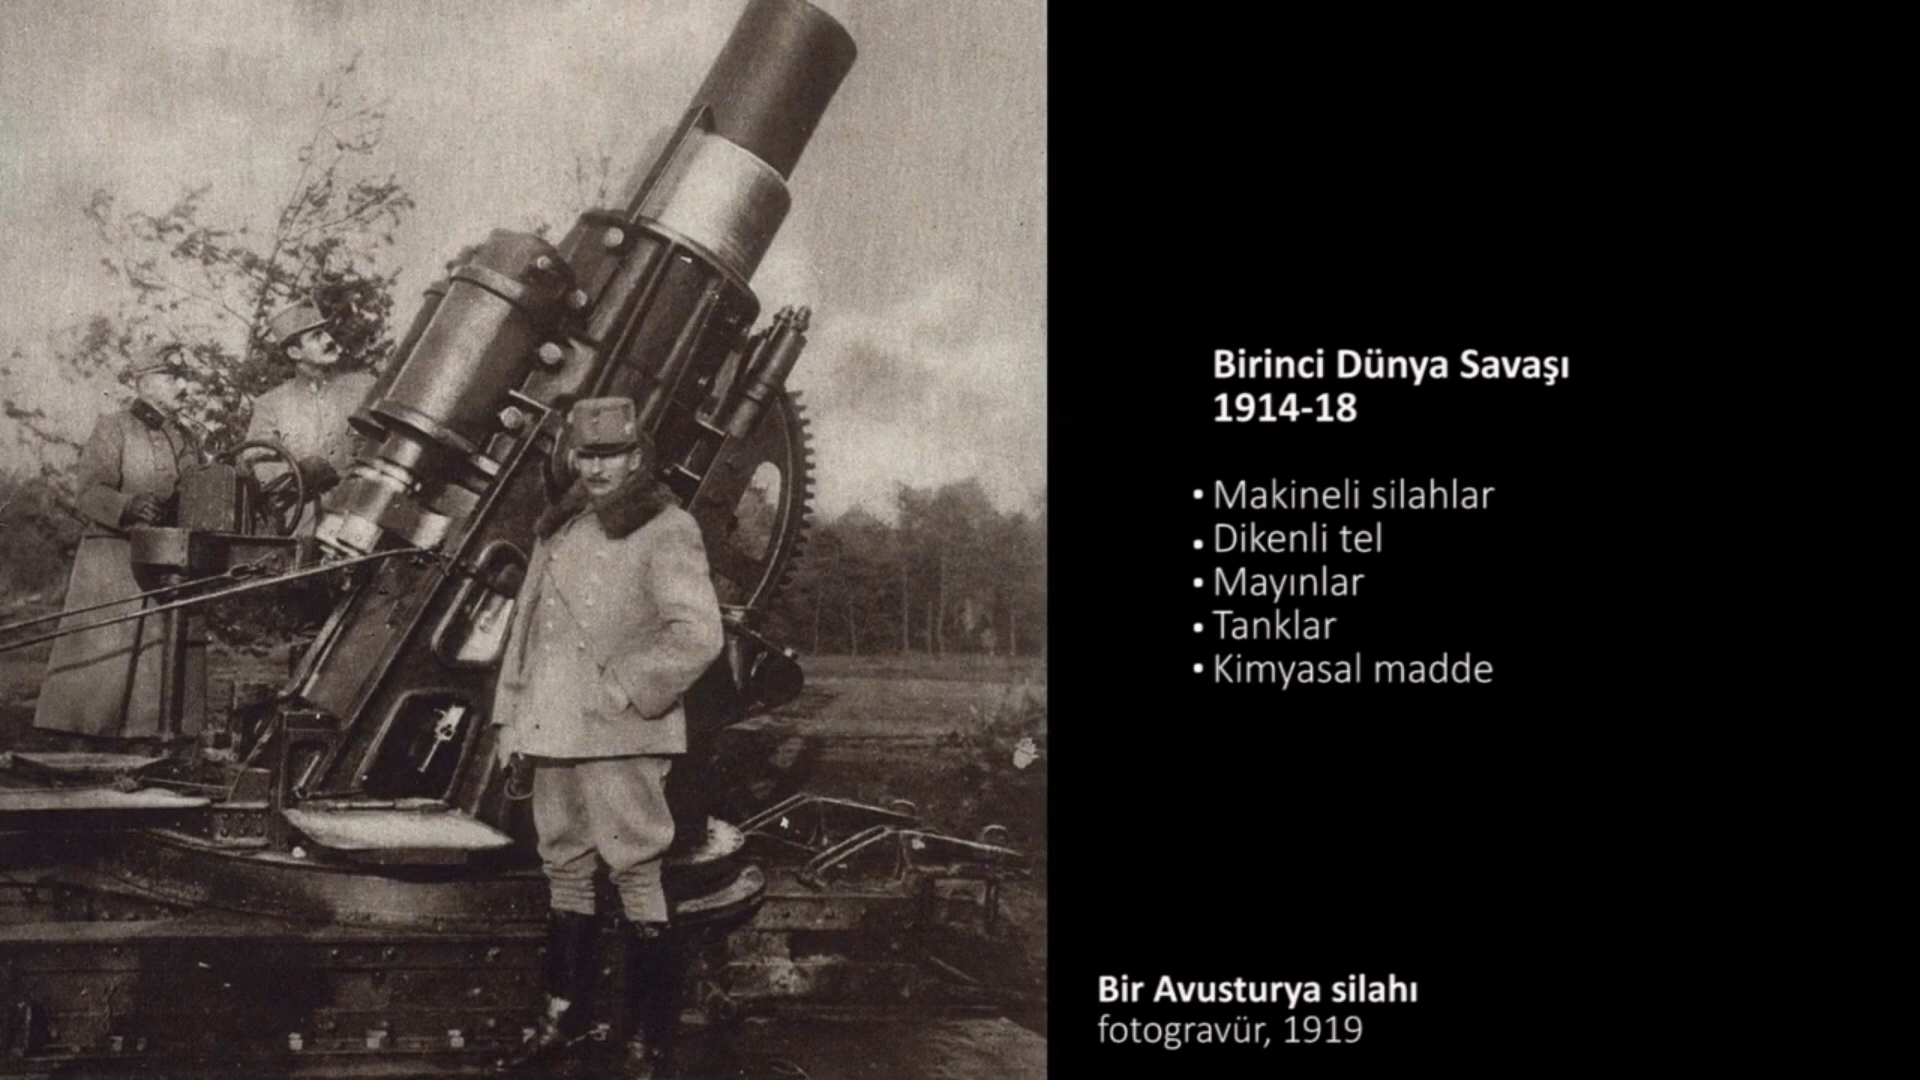 Birinci Dünya Savaşı
1914-18
• Makineli silahlar
• Dikenli tel
• Mayınlar
• Tanklar
• Kimyasal madde
Bir Avusturya silahı
fotogravür, 1919